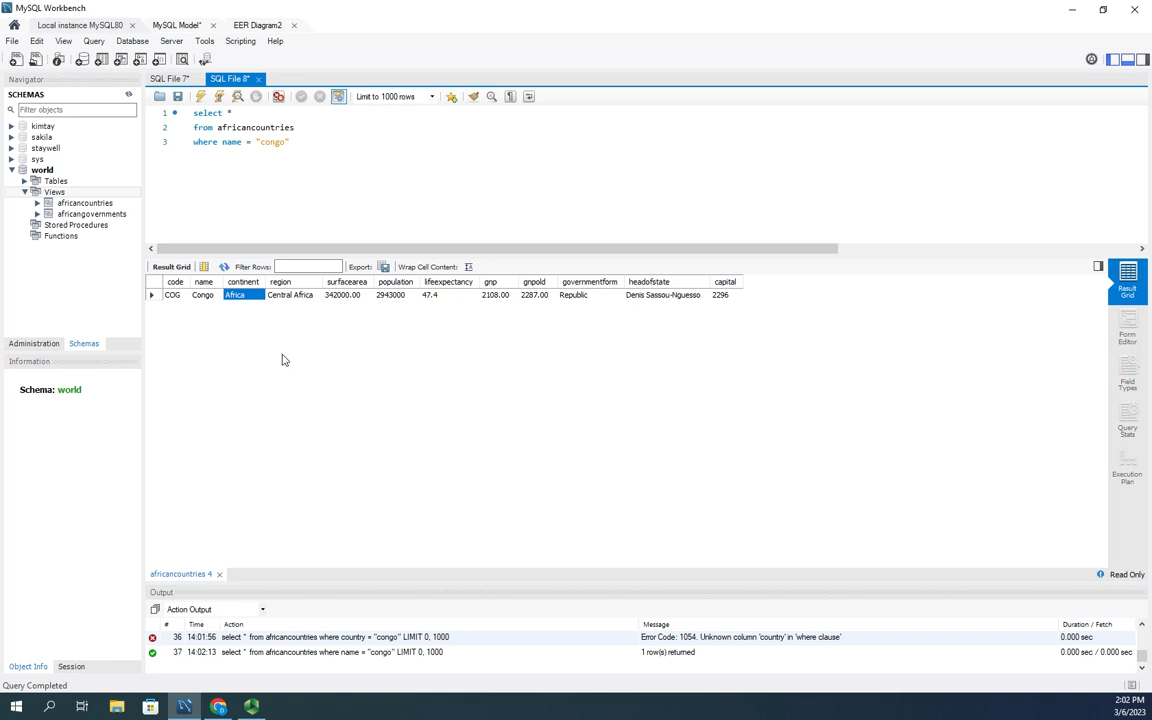 MySQL Workbench
Local instance MySQL80
MySQL Model*
EER Diagram2
File Edit View Query Database Server Tools Scripting Help
Navigator
SCHEMAS
Filter objects
kimtay
sakila
staywell
sys
world
Tables
Views
africancountries
africangovernments
Stored Procedures
Functions
Administration Schemas
Information
Schema: world
Object Info Session
Query Completed
SQL File 7* SQL File 8*
Limit to 1000 rows
1 select *
2 from africancountries
3 where name = "congo"
Result Grid Filter Rows: Export: Wrap Cell Content:
code name continent region surfacearea population lifeexpectancy gnp gnpold governmentform headofstate capital
COG Congo Africa Central Africa 342000.00 2943000 47.4 2108.00 2287.00 Republic Denis Sassou-Nguesso 2296
Result
Grid
Form
Editor
Field
Types
Query
Stats
Execution
Plan
africancountries 4
Read Only
Output
Action Output
# Time Action Message Duration / Fetch
36 14:01:56 select * from africancountries where country = "congo" LIMIT 0, 1000 Error Code: 1054. Unknown column 'country' in 'where clause' 0.000 sec
37 14:02:13 select * from africancountries where name = "congo" LIMIT 0, 1000 1 row(s) returned 0.000 sec / 0.000 sec
2:02 PM
3/6/2023